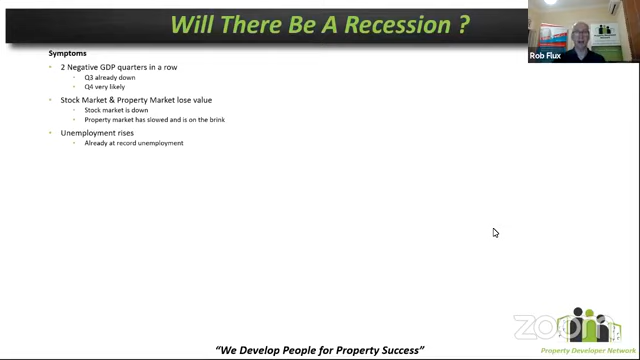 Will There Be A Recession ?
Rob Flux
Symptoms
• 2 Negative GDP quarters in a row
• Q3 already down
• Q4 very likely
• Stock Market & Property Market lose value
• Stock market is down
• Property market has slowed and is on the brink
• Unemployment rises
• Already at record unemployment
zoom
"We Develop People for Property Success"
Property Developer Network